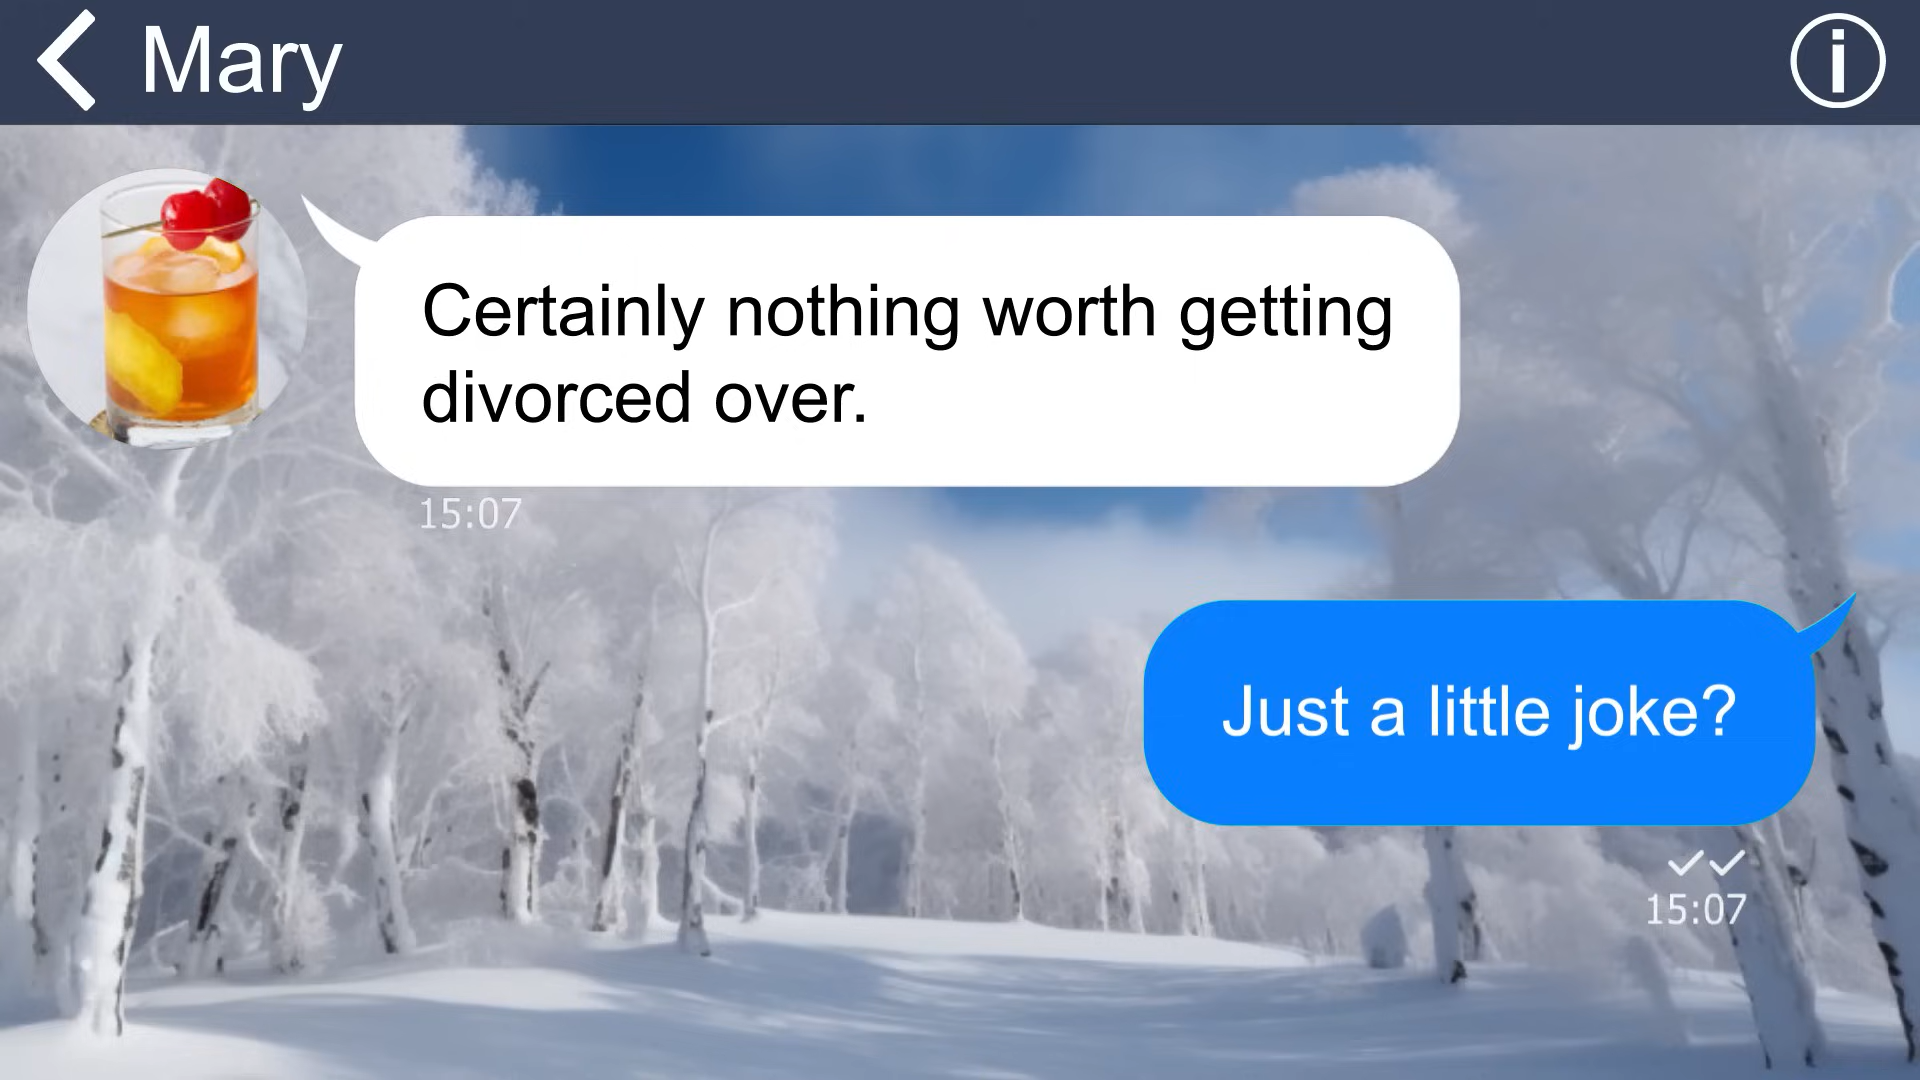 Mary
Certainly nothing worth getting
divorced over.
15:07
Just a little joke?
15:07